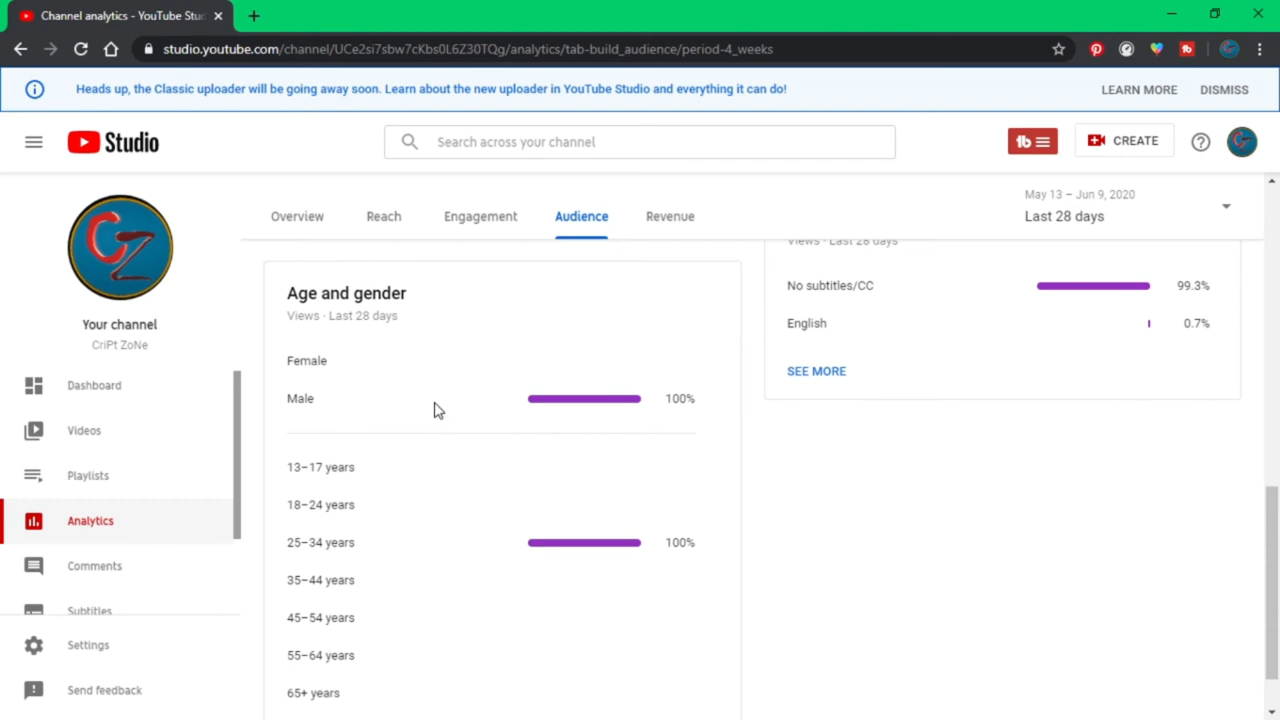 Channel analytics - YouTube Stu
studio.youtube.com/channel/UCe2si7sbw7cKbs0L6Z30TQg/analytics/tab-build_audience/period-4_weeks
Heads up, the Classic uploader will be going away soon. Learn about the new uploader in YouTube Studio and everything it can do!
LEARN MORE
DISMISS
Studio
Search across your channel
tb
CREATE
Your channel
CriPt ZoNe
Dashboard
Videos
Playlists
Analytics
Comments
Subtitles
Settings
Send feedback
Overview
Reach
Engagement
Audience
Revenue
May 13 – Jun 9, 2020
Last 28 days
Age and gender
Views · Last 28 days
Female
Male 100%
13–17 years
18–24 years
25–34 years 100%
35–44 years
45–54 years
55–64 years
65+ years
Views · Last 28 days
No subtitles/CC 99.3%
English 0.7%
SEE MORE